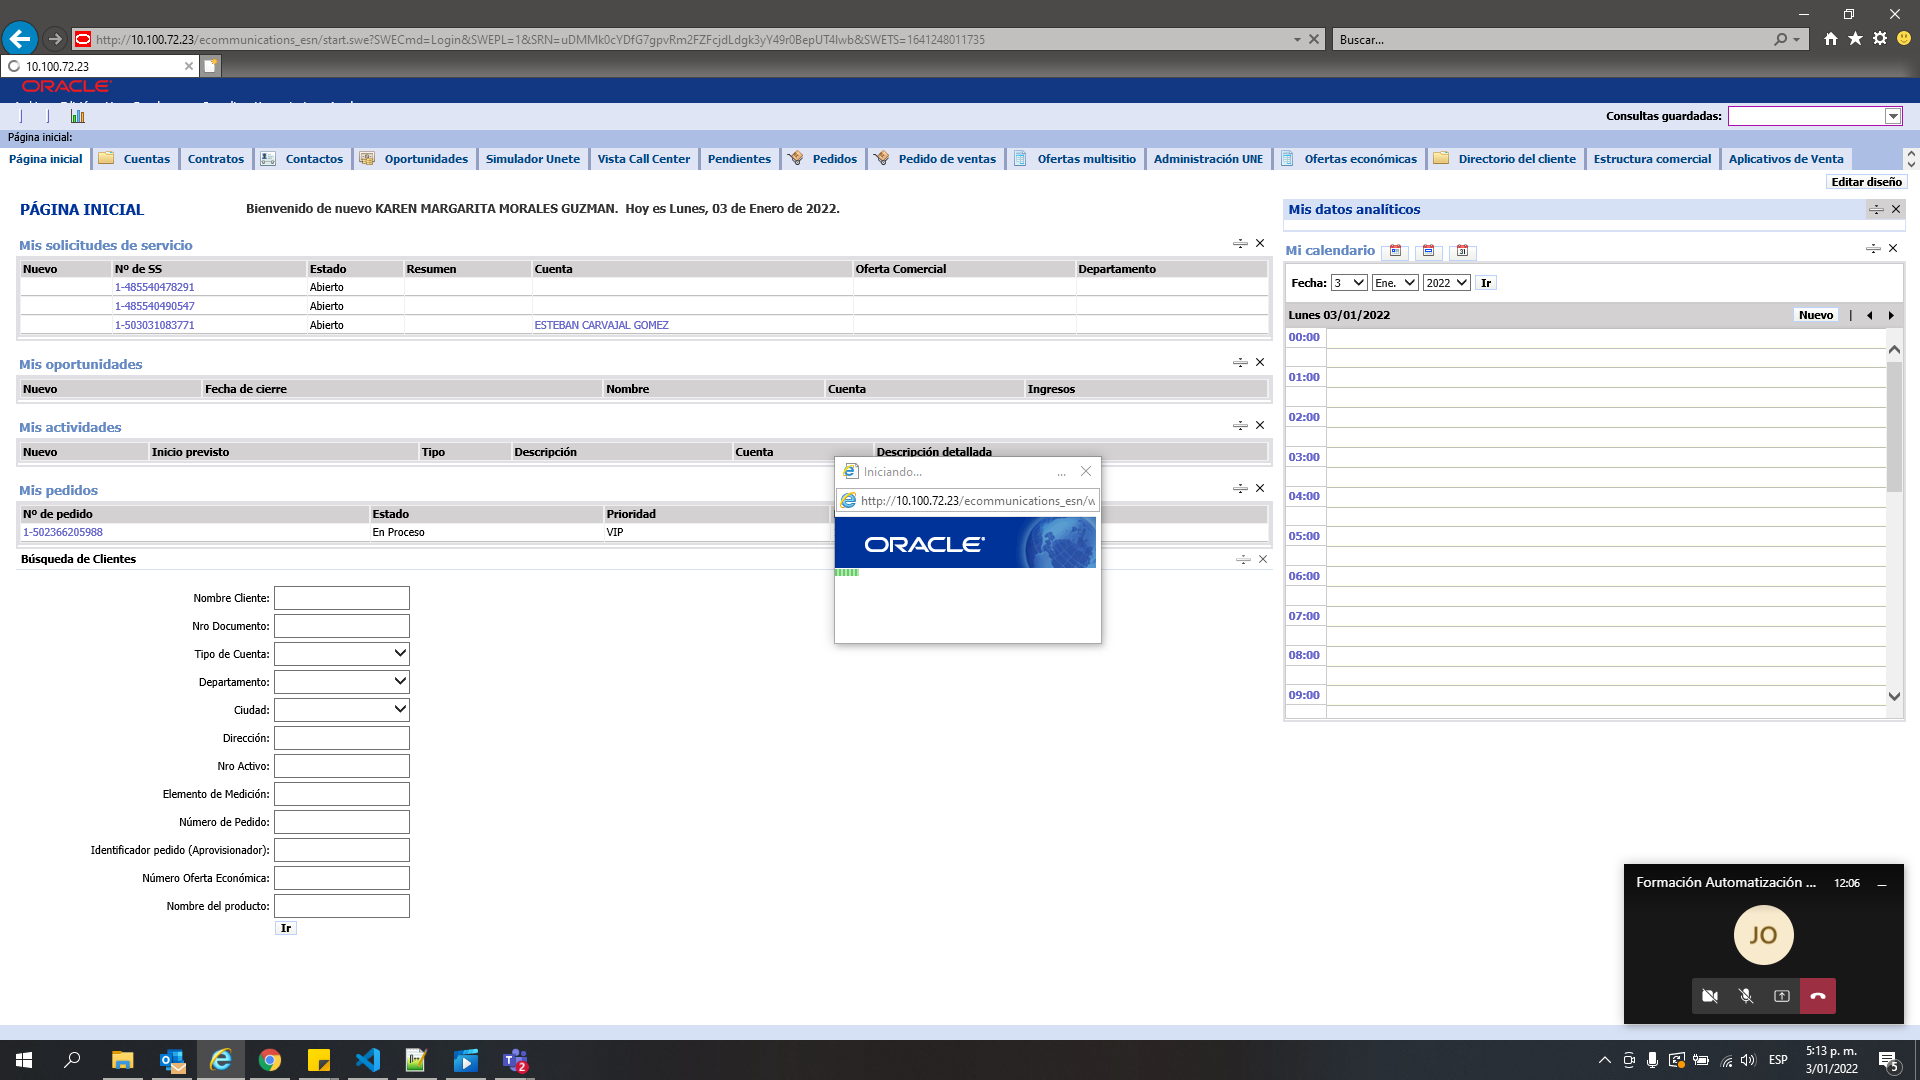 http://10.100.72.23/ecommunications_esn/start.swe?SWECmd=Login&SWEPL=1&SRN=uDMMk0cYDfG7gpvRm2FZFcjdLdgk3yY49r0BepUT4Iwb&SWETS=1641248011735
Buscar...
10.100.72.23
ORACLE
Consultas guardadas:
Página inicial:
Página inicial Cuentas Contratos Contactos Oportunidades Simulador Unete Vista Call Center Pendientes Pedidos Pedido de ventas Ofertas multisitio Administración UNE Ofertas económicas Directorio del cliente Estructura comercial Aplicativos de Venta
Editar diseño
PÁGINA INICIAL
Bienvenido de nuevo KAREN MARGARITA MORALES GUZMAN. Hoy es Lunes, 03 de Enero de 2022.
Mis solicitudes de servicio
Nuevo Nº de SS Estado Resumen Cuenta Oferta Comercial Departamento
1-485540478291 Abierto
1-485540490547 Abierto
1-503031083771 Abierto ESTEBAN CARVAJAL GOMEZ
Mis oportunidades
Nuevo Fecha de cierre Nombre Cuenta Ingresos
Mis actividades
Nuevo Inicio previsto Tipo Descripción Cuenta Descripción detallada
Mis pedidos
Nº de pedido Estado Prioridad
1-502366205988 En Proceso VIP
Búsqueda de Clientes
Nombre Cliente:
Nro Documento:
Tipo de Cuenta:
Departamento:
Ciudad:
Dirección:
Nro Activo:
Elemento de Medición:
Número de Pedido:
Identificador pedido (Aprovisionador):
Número Oferta Económica:
Nombre del producto:
Ir
Iniciando... ...
http://10.100.72.23/ecommunications_esn/w
ORACLE
Mis datos analíticos
Mi calendario 31
Fecha: 3 Ene. 2022 Ir
Lunes 03/01/2022 Nuevo |
00:00
01:00
02:00
03:00
04:00
05:00
06:00
07:00
08:00
09:00
Formación Automatización ... 12:06
JO
2
ESP
5:13 p. m.
3/01/2022
5